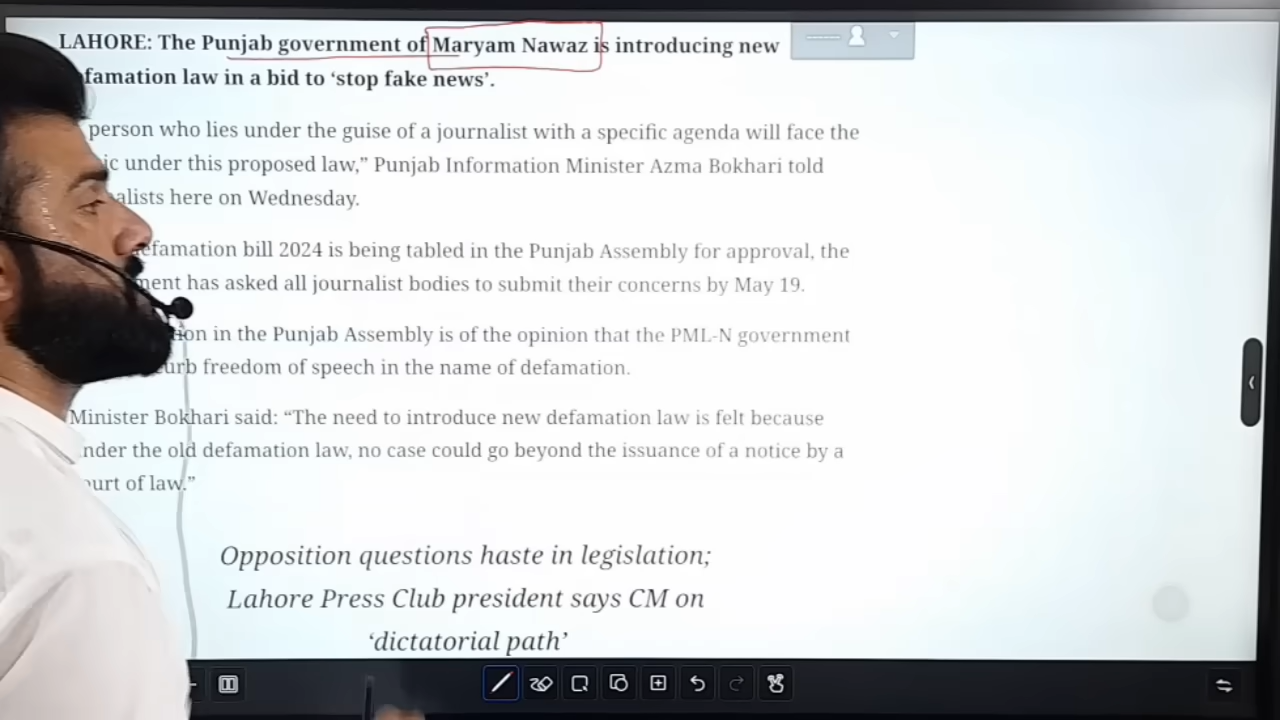 LAHORE: The Punjab government of Maryam Nawaz is introducing new
famation law in a bid to ‘stop fake news’.
person who lies under the guise of a journalist with a specific agenda will face the
ic under this proposed law,” Punjab Information Minister Azma Bokhari told
alists here on Wednesday.
efamation bill 2024 is being tabled in the Punjab Assembly for approval, the
ment has asked all journalist bodies to submit their concerns by May 19.
ion in the Punjab Assembly is of the opinion that the PML-N government
urb freedom of speech in the name of defamation.
Minister Bokhari said: “The need to introduce new defamation law is felt because
nder the old defamation law, no case could go beyond the issuance of a notice by a
ourt of law.”
Opposition questions haste in legislation;
Lahore Press Club president says CM on
‘dictatorial path’